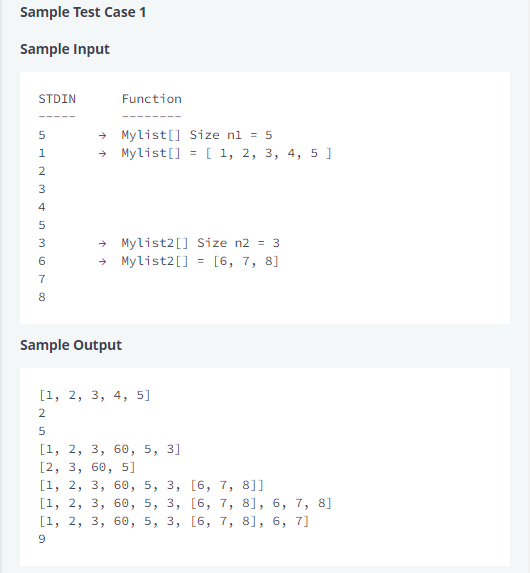 Sample Test Case 1
Sample Input
STDIN Function
----- --------
5 → Mylist[] Size n1 = 5
1 → Mylist[] = [ 1, 2, 3, 4, 5 ]
2
3
4
5
3 → Mylist2[] Size n2 = 3
6 → Mylist2[] = [6, 7, 8]
7
8
Sample Output
[1, 2, 3, 4, 5]
2
5
[1, 2, 3, 60, 5, 3]
[2, 3, 60, 5]
[1, 2, 3, 60, 5, 3, [6, 7, 8]]
[1, 2, 3, 60, 5, 3, [6, 7, 8], 6, 7, 8]
[1, 2, 3, 60, 5, 3, [6, 7, 8], 6, 7]
9